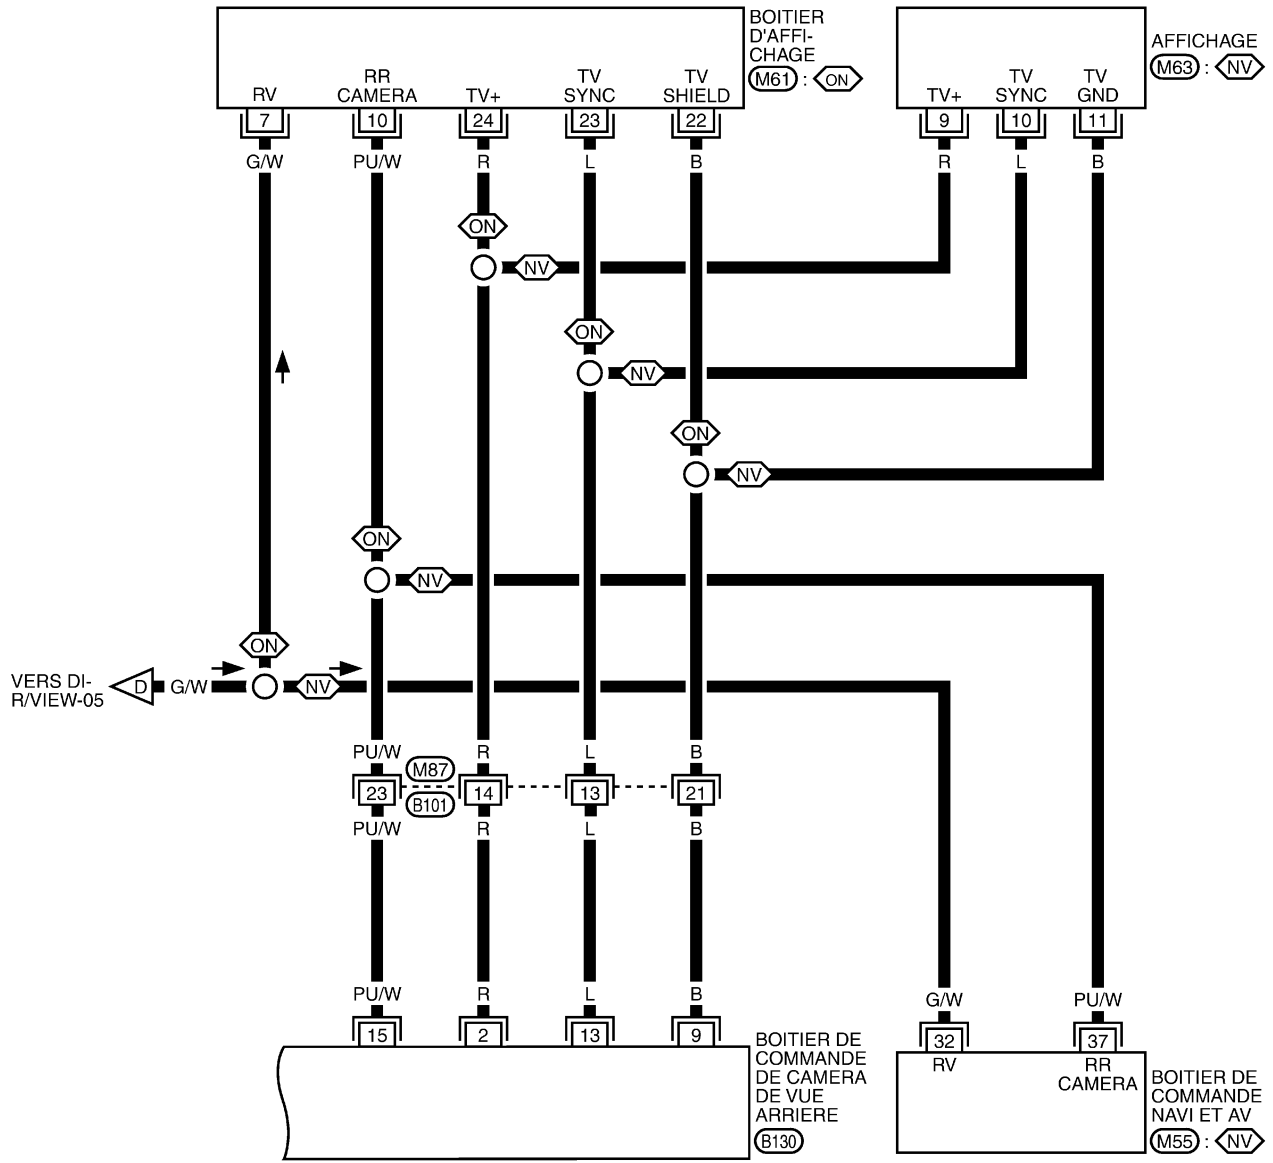 BOITIER
D'AFFI-
CHAGE
M61 : ON
AFFICHAGE
M63 : NV
RV
RR
CAMERA
TV+
TV
SYNC
TV
SHIELD
TV+
TV
SYNC
TV
GND
7 10 24 23 22 9 10 11
G/W PU/W R L B R L B
ON
NV
ON
NV
ON
NV
ON
NV
ON
VERS DI-
R/VIEW-05
D G/W NV
PU/W R L B
M87
23 14 13 21
B101
PU/W R L B
PU/W R L B
G/W PU/W
15 2 13 9
32 37
RV
RR
CAMERA
BOITIER DE
COMMANDE
DE CAMERA
DE VUE
ARRIERE
B130
BOITIER DE
COMMANDE
NAVI ET AV
M55 : NV